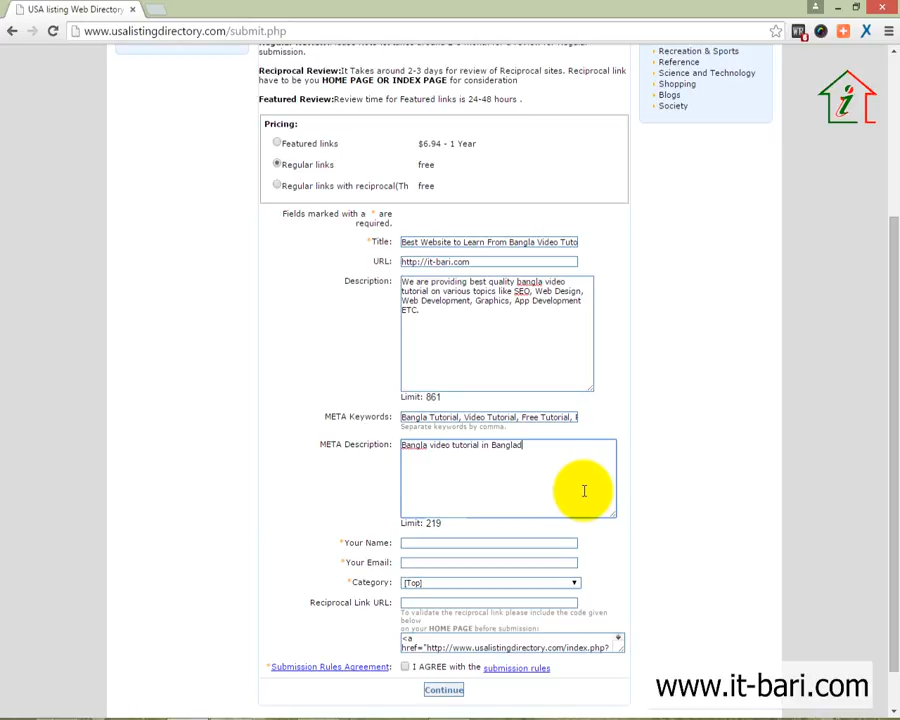 USA listing Web Directory
www.usalistingdirectory.com/submit.php
submission.
Reciprocal Review:It Takes around 2-3 days for review of Reciprocal sites. Reciprocal link
have to be you HOME PAGE OR INDEX PAGE for consideration
Featured Review:Review time for Featured links is 24-48 hours .
Recreation & Sports
Reference
Science and Technology
Shopping
Blogs
Society
Pricing:
Featured links $6.94 - 1 Year
Regular links free
Regular links with reciprocal(Th free
Fields marked with a * are
required.
*Title: Best Website to Learn From Bangla Video Tuto
URL: http://it-bari.com
Description: We are providing best quality bangla video
tutorial on various topics like SEO, Web Design,
Web Development, Graphics, App Development
ETC.
Limit: 861
META Keywords: Bangla Tutorial, Video Tutorial, Free Tutorial,
Separate keywords by comma.
META Description: Bangla video tutorial in Banglad
Limit: 219
*Your Name:
*Your Email:
*Category: [Top]
Reciprocal Link URL:
To validate the reciprocal link please include the code given
below
on your HOME PAGE before submission:
<a
href="http://www.usalistingdirectory.com/index.php?
*Submission Rules Agreement: I AGREE with the submission rules
Continue
www.it-bari.com